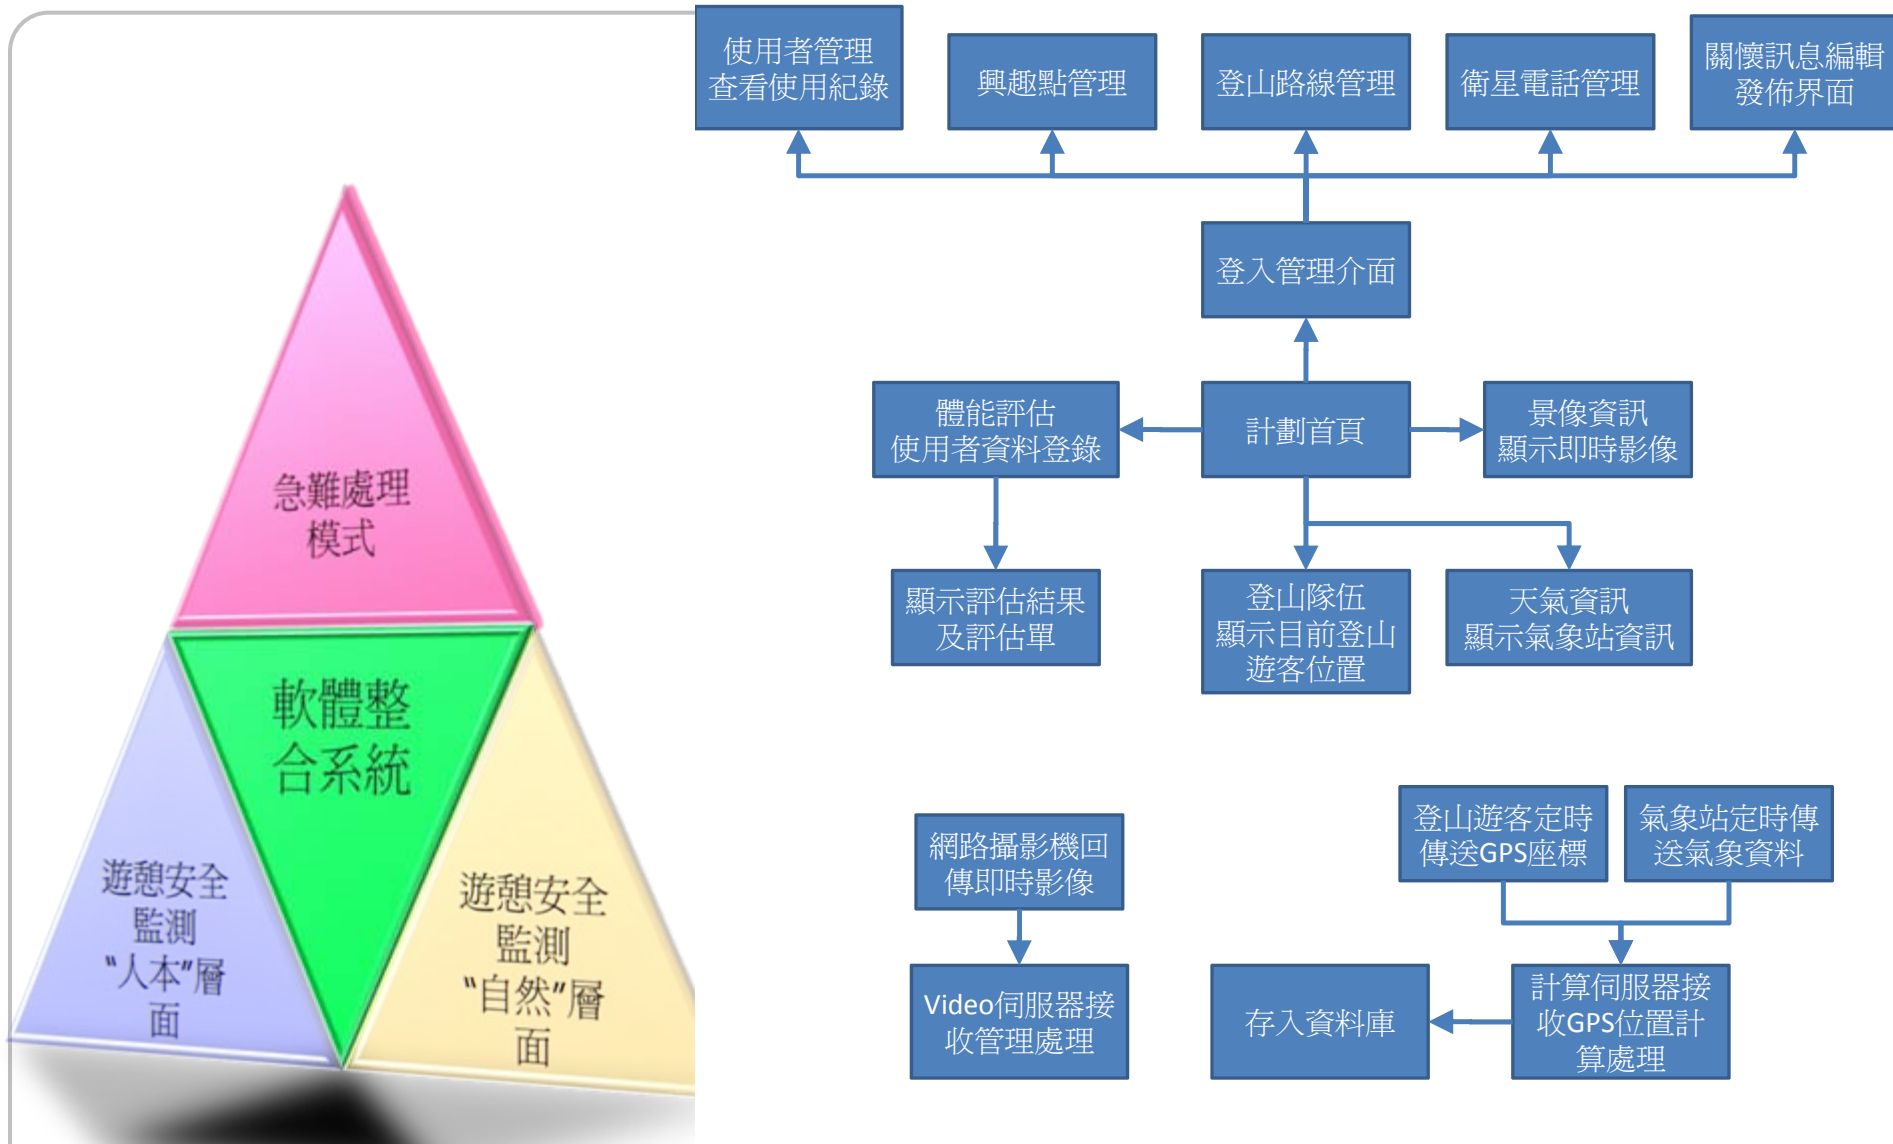 急難處理
模式
軟體整
合系統
遊憩安全
監測
"人本"層
面
遊憩安全
監測
"自然"層
面
使用者管理
查看使用紀錄
興趣點管理
登山路線管理
衛星電話管理
關懷訊息編輯
發佈界面
登入管理介面
體能評估
使用者資料登錄
計劃首頁
景像資訊
顯示即時影像
顯示評估結果
及評估單
登山隊伍
顯示目前登山
遊客位置
天氣資訊
顯示氣象站資訊
網路攝影機回
傳即時影像
登山遊客定時
傳送GPS座標
氣象站定時傳
送氣象資料
Video伺服器接
收管理處理
存入資料庫
計算伺服器接
收GPS位置計
算處理